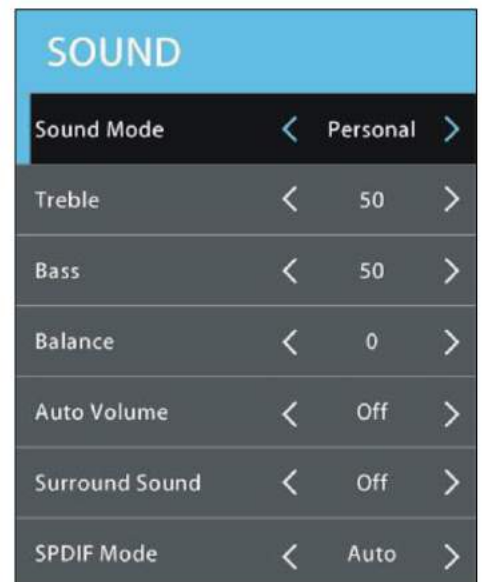 SOUND
Sound Mode < Personal >
Treble < 50 >
Bass < 50 >
Balance < 0 >
Auto Volume < Off >
Surround Sound < Off >
SPDIF Mode < Auto >